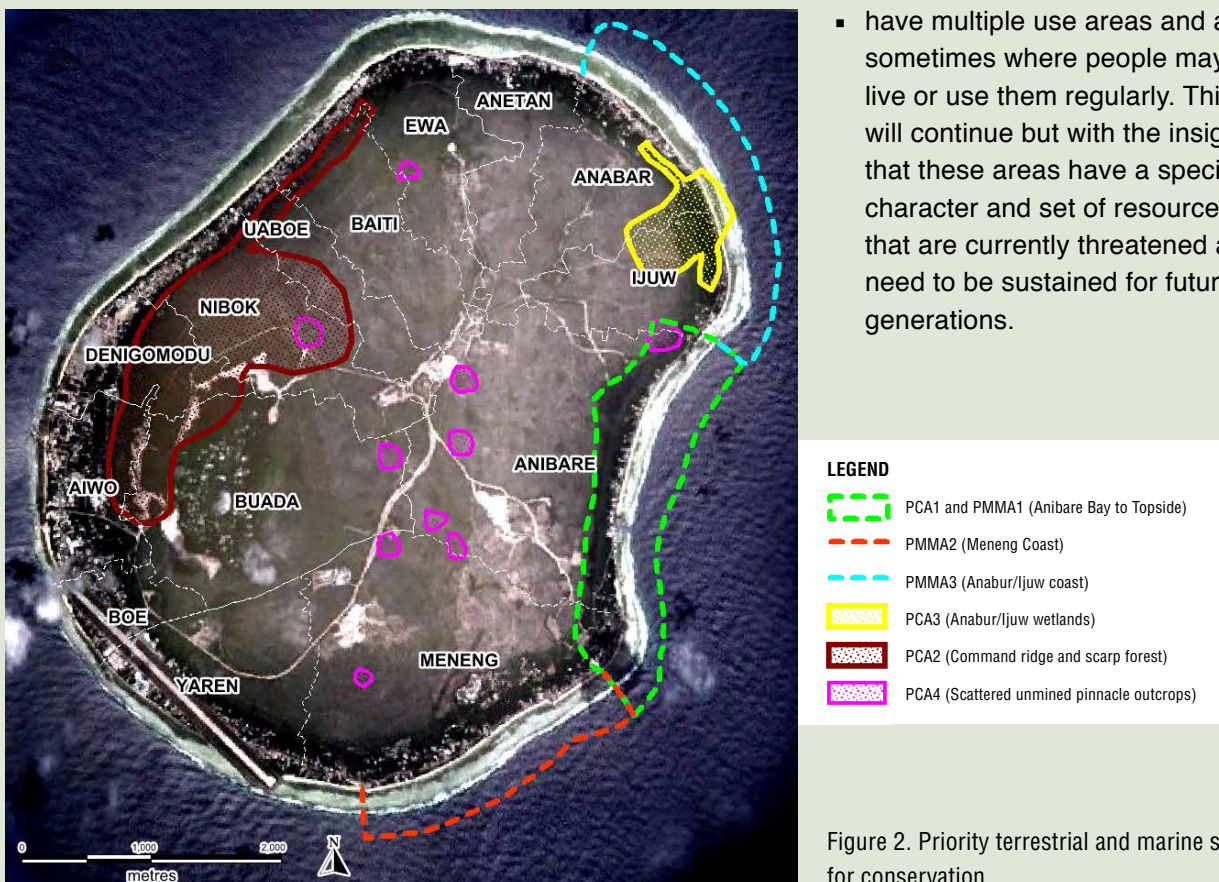 ANETAN
EWA
ANABAR
BAITI
UABOE
IJUW
NIBOK
DENIGOMODU
ANIBARE
AIWO
BUADA
BOE
MENENG
YAREN
0 1,000 2,000
metres
N
▪ have multiple use areas and a
sometimes where people may
live or use them regularly. Thi
will continue but with the insig
that these areas have a speci
character and set of resource
that are currently threatened a
need to be sustained for futur
generations.
LEGEND
PCA1 and PMMA1 (Anibare Bay to Topside)
PMMA2 (Meneng Coast)
PMMA3 (Anabur/Ijuw coast)
PCA3 (Anabur/Ijuw wetlands)
PCA2 (Command ridge and scarp forest)
PCA4 (Scattered unmined pinnacle outcrops)
Figure 2. Priority terrestrial and marine s
for conservation